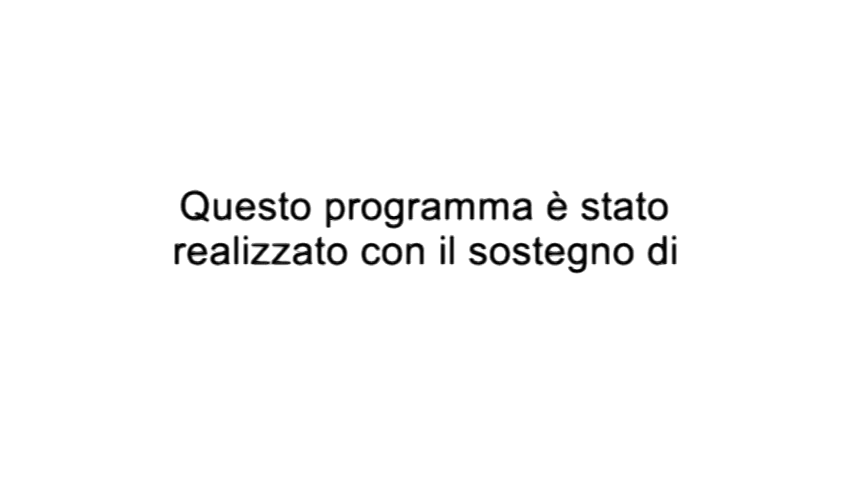 Questo programma è stato
realizzato con il sostegno di